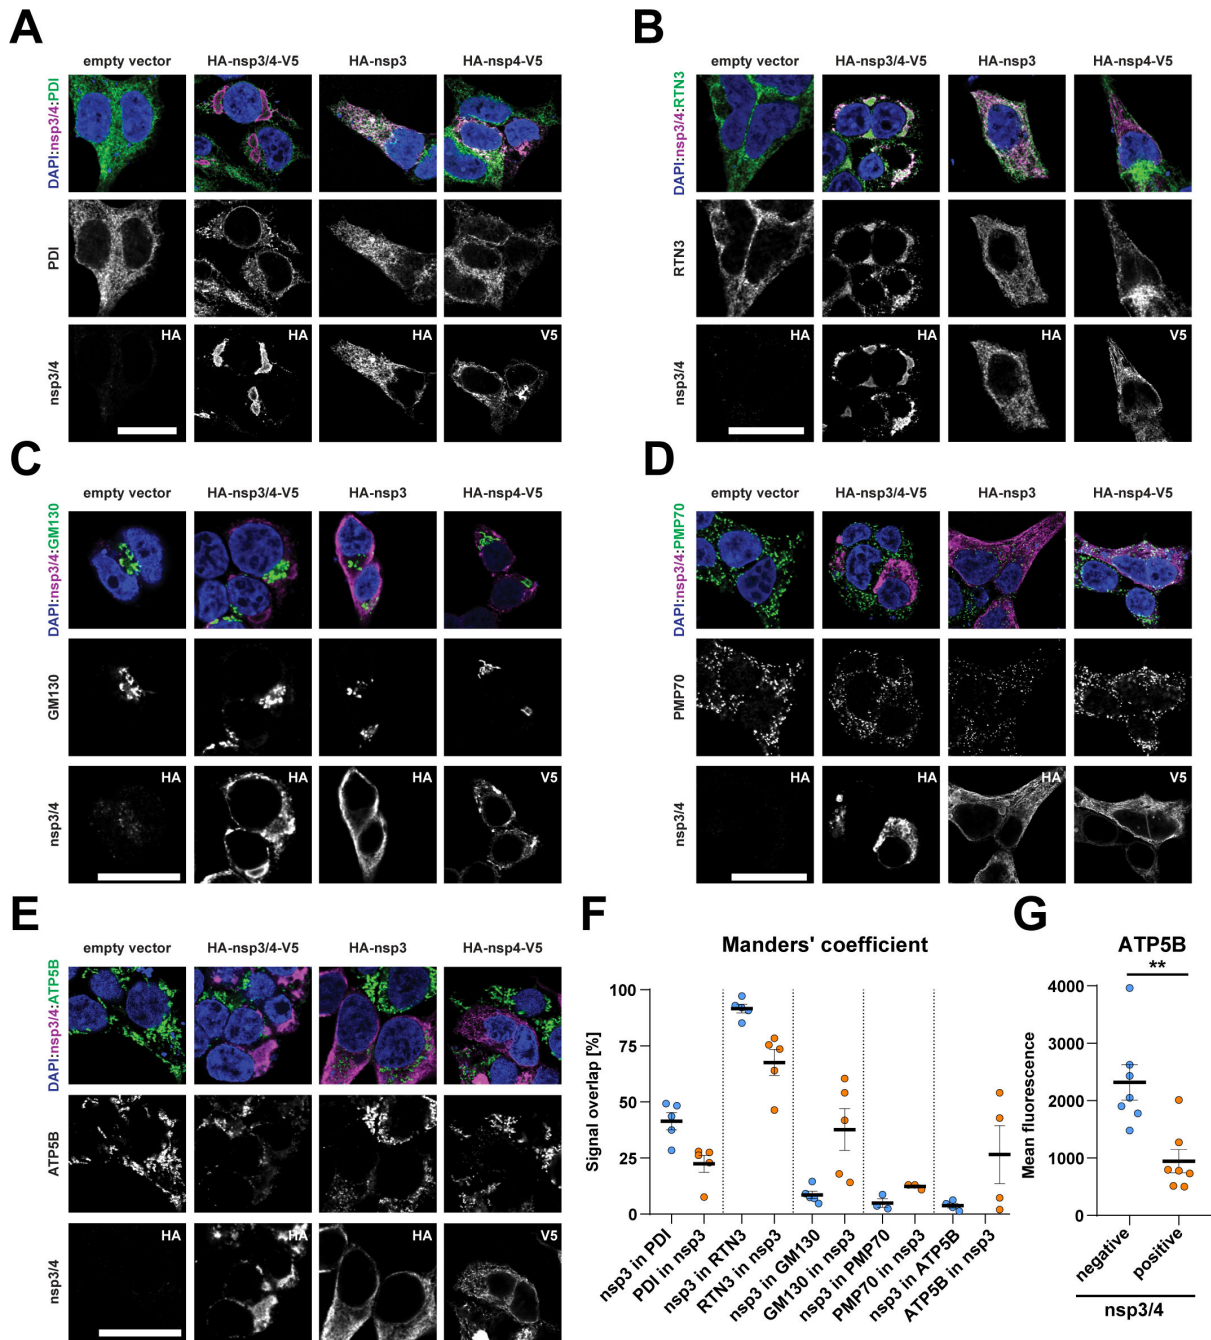 A
empty vector
HA-nsp3/4-V5
HA-nsp3
HA-nsp4-V5
DAPI:nsp3/4:PDI
PDI
nsp3/4
HA
HA
HA
V5
B
empty vector
HA-nsp3/4-V5
HA-nsp3
HA-nsp4-V5
DAPI:nsp3/4:RTN3
RTN3
nsp3/4
HA
HA
HA
V5
C
empty vector
HA-nsp3/4-V5
HA-nsp3
HA-nsp4-V5
DAPI:nsp3/4:GM130
GM130
nsp3/4
HA
HA
HA
V5
D
empty vector
HA-nsp3/4-V5
HA-nsp3
HA-nsp4-V5
DAPI:nsp3/4:PMP70
PMP70
nsp3/4
HA
HA
HA
V5
E
empty vector
HA-nsp3/4-V5
HA-nsp3
HA-nsp4-V5
DAPI:nsp3/4:ATP5B
ATP5B
nsp3/4
HA
HA
HA
V5
F
Manders' coefficient
Signal overlap [%]
100
75
50
25
0
nsp3 in PDI
PDI in nsp3
nsp3 in RTN3
RTN3 in nsp3
nsp3 in GM130
GM130 in nsp3
nsp3 in PMP70
PMP70 in nsp3
nsp3 in ATP5B
ATP5B in nsp3
G
ATP5B
**
Mean fluorescence
4000
3000
2000
1000
0
negative
positive
nsp3/4